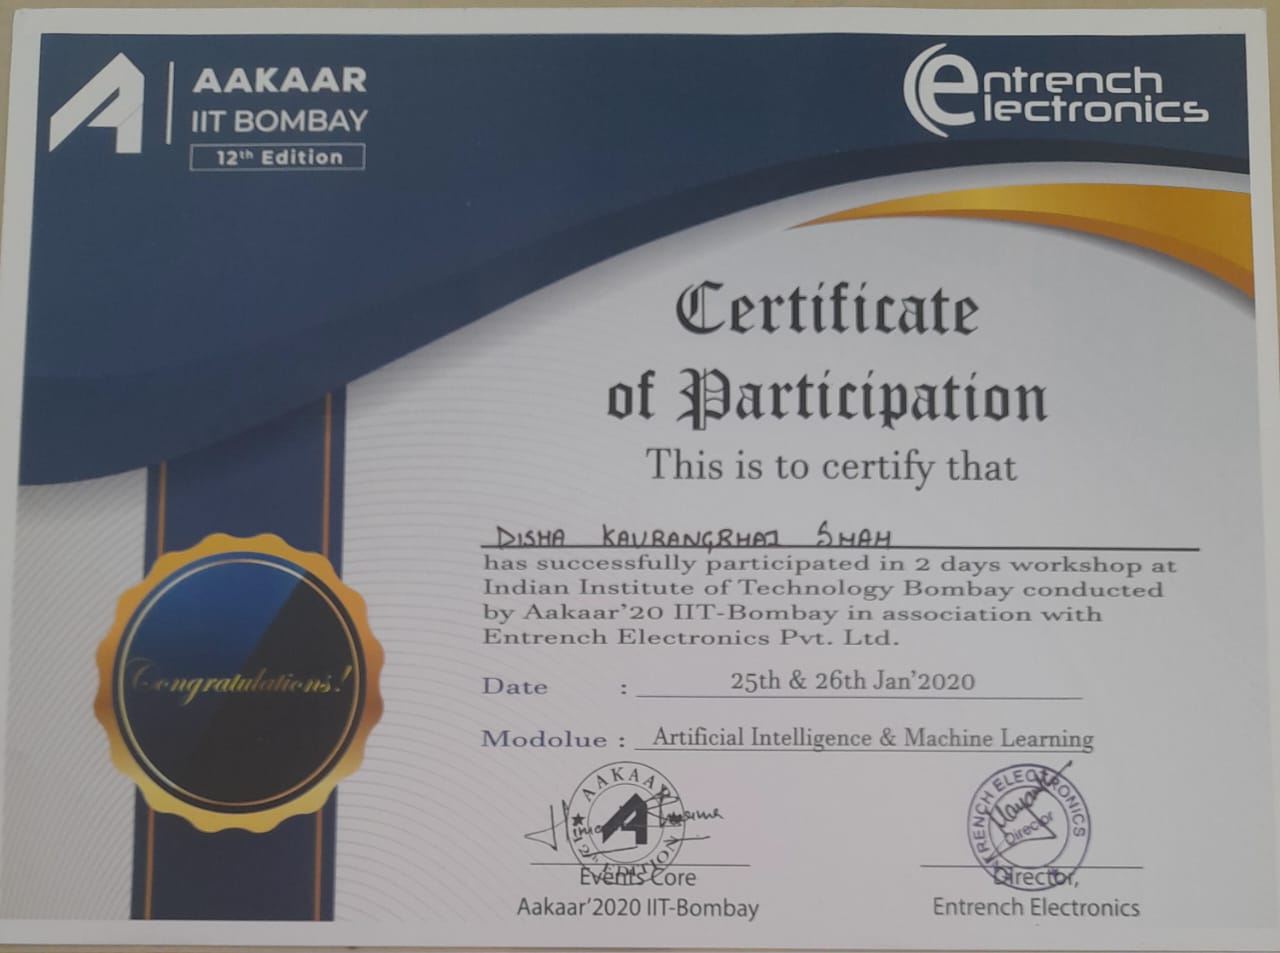 AAKAAR
IIT BOMBAY
12th Edition
Entrench
Electronics
Certificate
of Participation
This is to certify that
DISHA KAURANGBHAI SHAH
has successfully participated in 2 days workshop at
Indian Institute of Technology Bombay conducted
by Aakaar'20 IIT-Bombay in association with
Entrench Electronics Pvt. Ltd.
Date : 25th & 26th Jan'2020
Modolue : Artificial Intelligence & Machine Learning
Congratulations!
AAKAAR
12th EDITION
ENTRENCH ELECTRONICS
Director
Events Core
Aakaar'2020 IIT-Bombay
Director,
Entrench Electronics